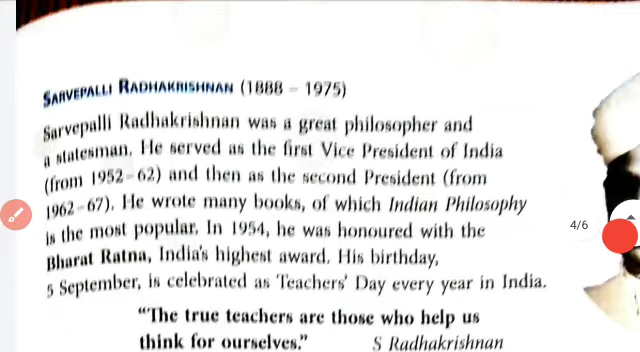 SARVEPALLI RADHAKRISHNAN (1888 – 1975)
Sarvepalli Radhakrishnan was a great philosopher and
a statesman. He served as the first Vice President of India
(from 1952–62) and then as the second President (from
1962–67). He wrote many books, of which Indian Philosophy
is the most popular. In 1954, he was honoured with the
Bharat Ratna, India's highest award. His birthday,
5 September, is celebrated as Teachers' Day every year in India.
"The true teachers are those who help us
think for ourselves." S Radhakrishnan
4/6